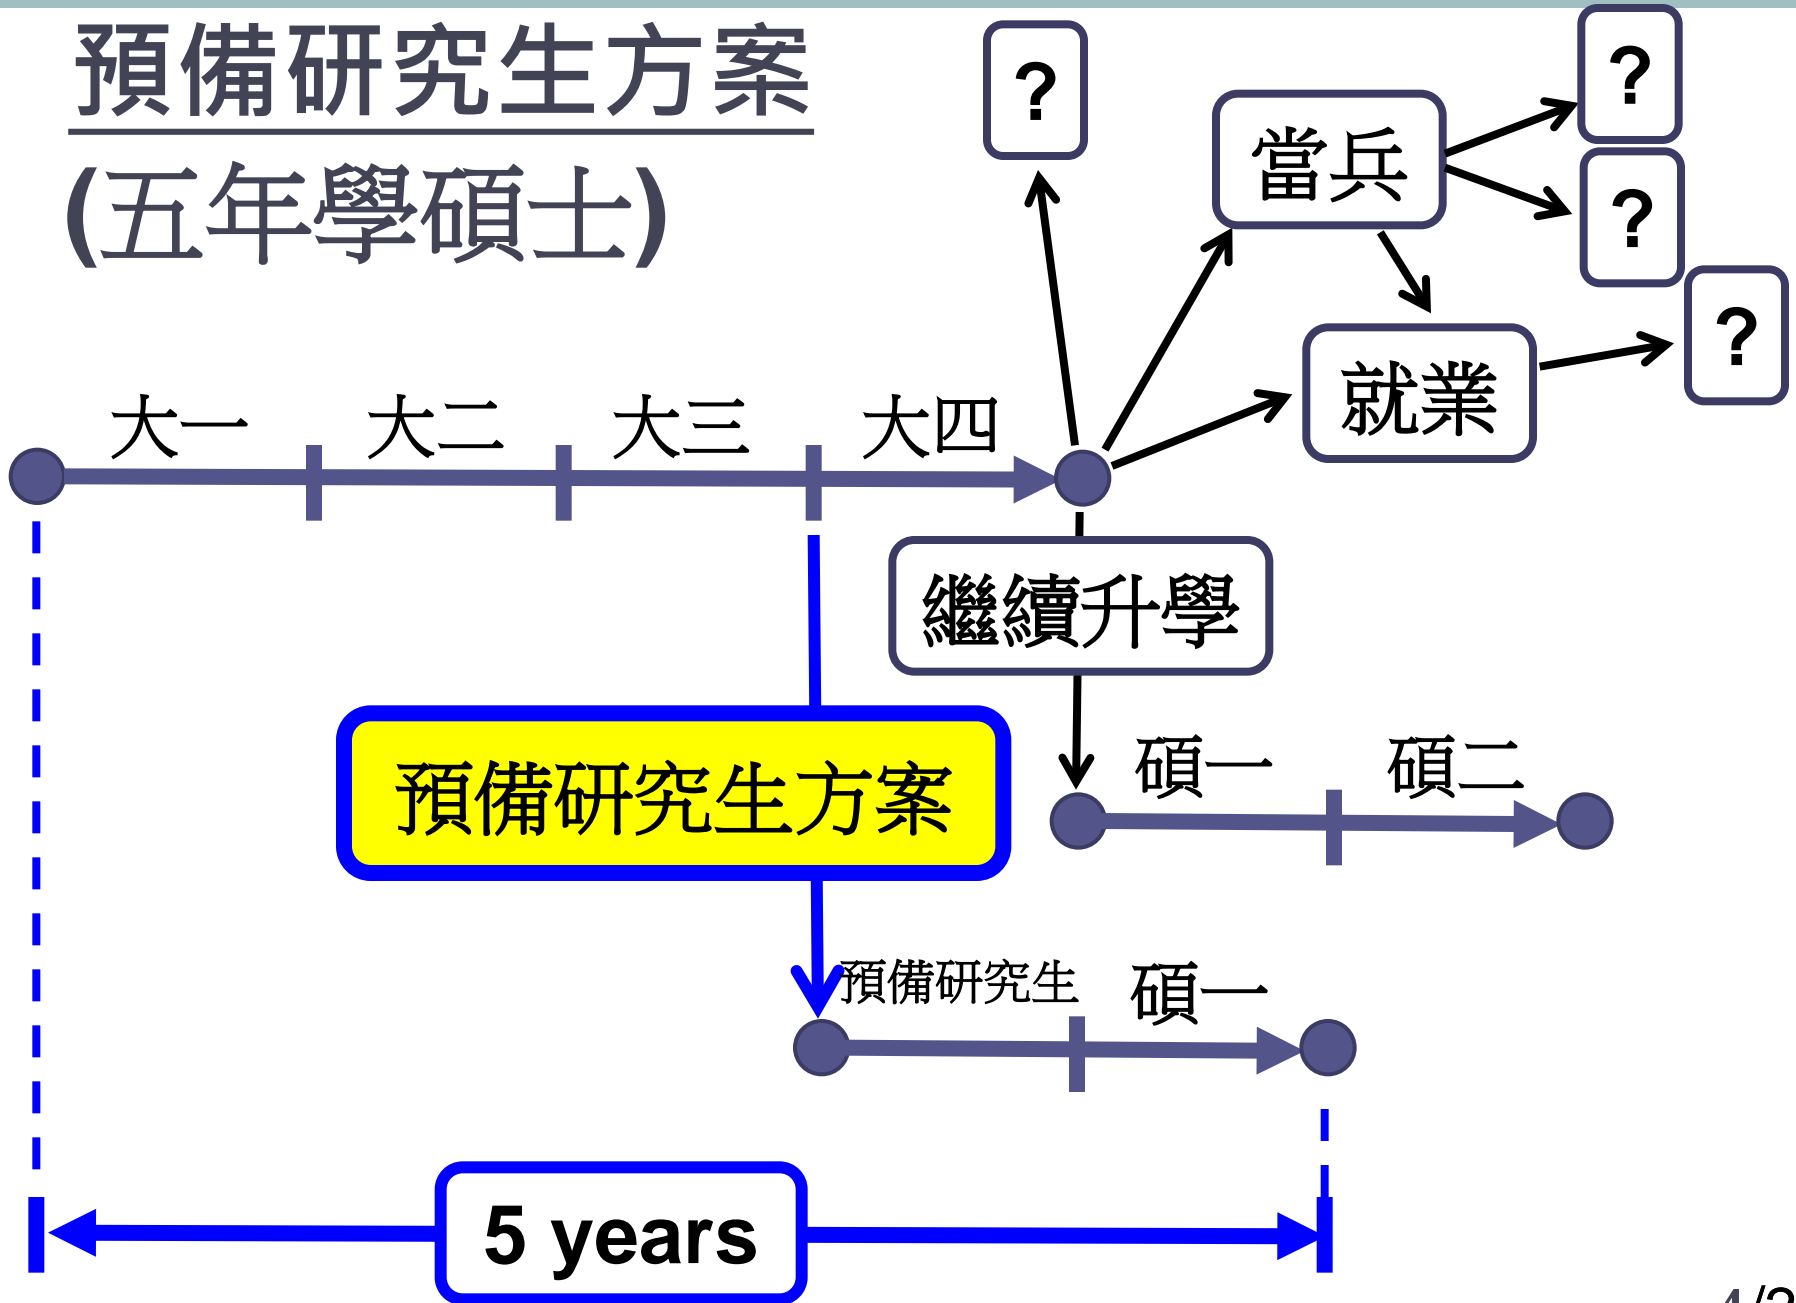 預備研究生方案
(五年學碩士)
?
?
當兵
?
?
就業
大一 大二 大三 大四
繼續升學
預備研究生方案
碩一 碩二
預備研究生 碩一
5 years